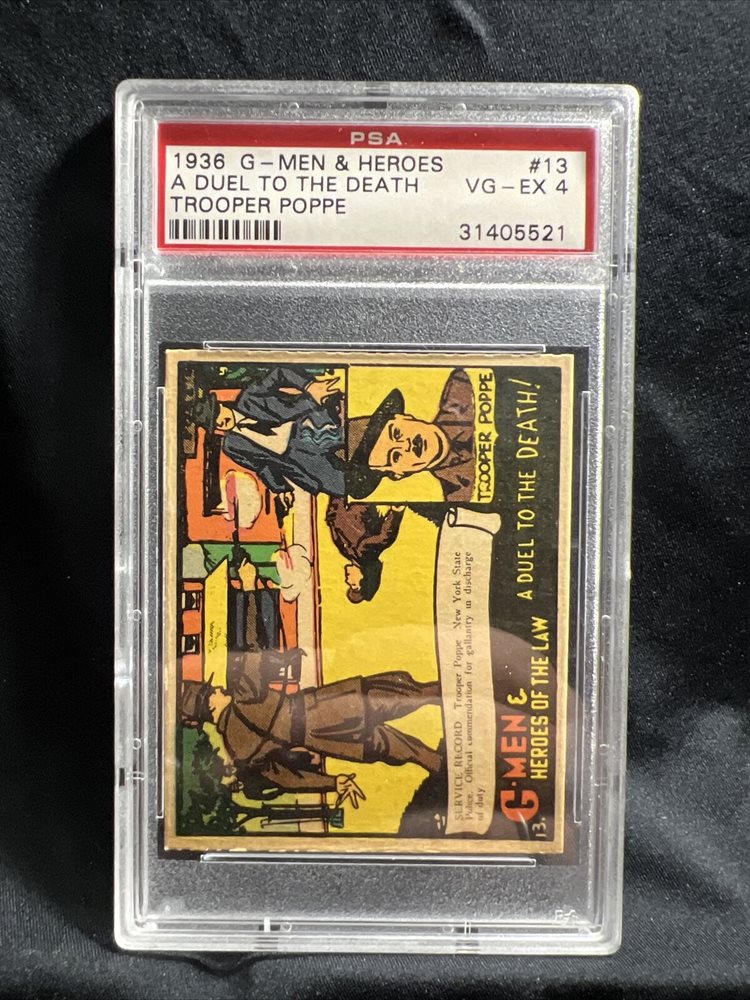 PSA
1936 G-MEN & HEROES #13
A DUEL TO THE DEATH VG-EX 4
TROOPER POPPE
31405521
TROOPER POPPE
SERVICE RECORD Trooper Poppe New York State
Police. Official commendation for gallantry in discharge
of duty
13. G-MEN &
HEROES OF THE LAW A DUEL TO THE DEATH!